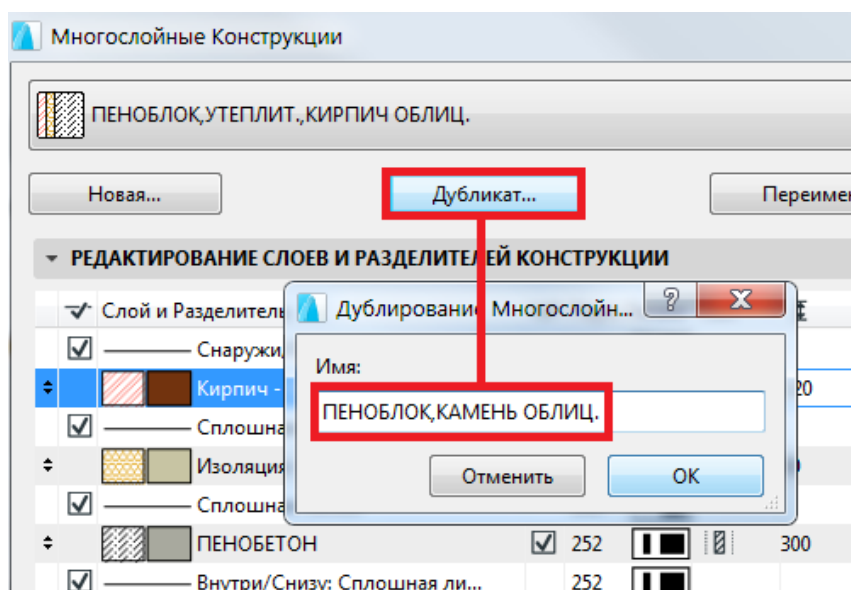 Многослойные Конструкции
ПЕНОБЛОК,УТЕПЛИТ.,КИРПИЧ ОБЛИЦ.
Новая...
Дубликат...
Переимен
РЕДАКТИРОВАНИЕ СЛОЕВ И РАЗДЕЛИТЕЛЕЙ КОНСТРУКЦИИ
Слой и Разделитель
Дублирование Многослойн...
Снаружи
Имя:
Кирпич -
20
ПЕНОБЛОК,КАМЕНЬ ОБЛИЦ.
Сплошна
Изоляция
Отменить
OK
Сплошна
ПЕНОБЕТОН 252 300
Внутри/Снизу: Сплошная ли... 252